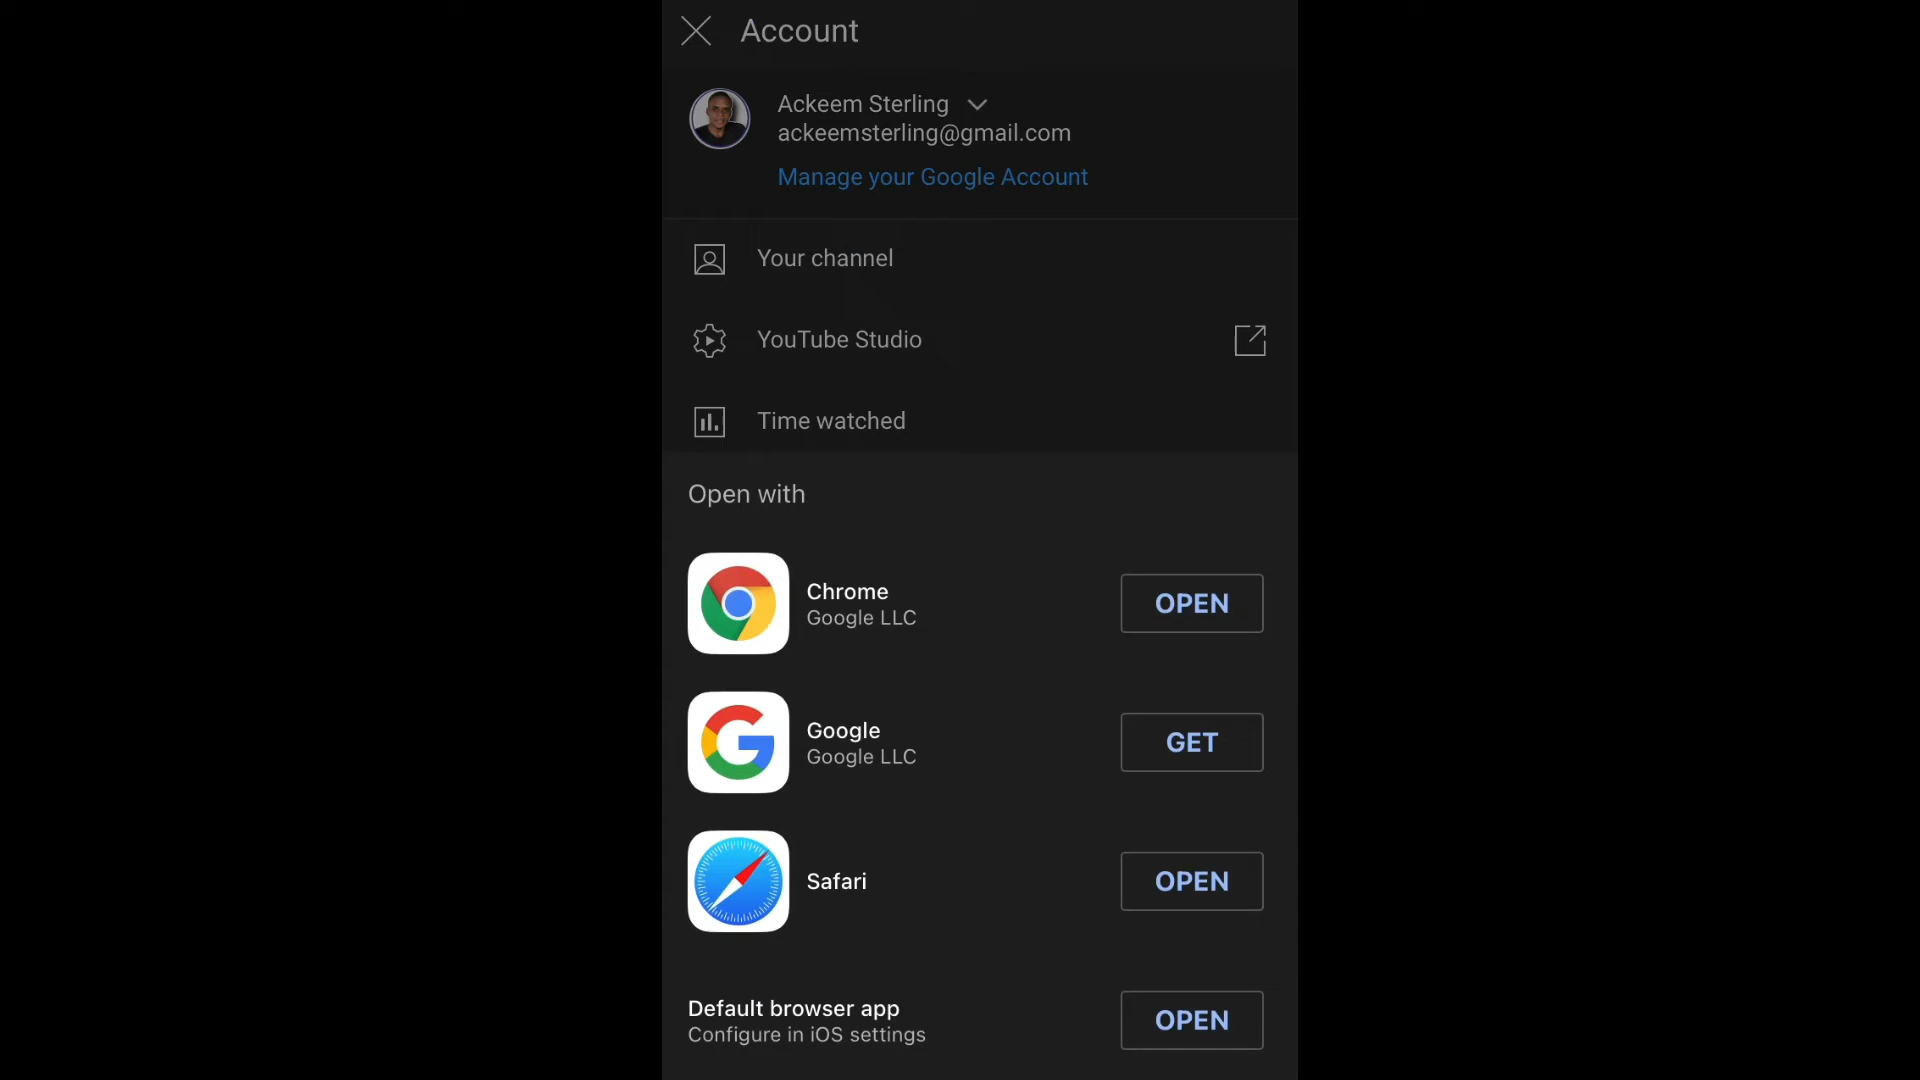 Account
Ackeem Sterling
ackeemsterling@gmail.com
Manage your Google Account
Your channel
YouTube Studio
Time watched
Open with
Chrome
Google LLC
OPEN
Google
Google LLC
GET
Safari
OPEN
Default browser app
Configure in iOS settings
OPEN